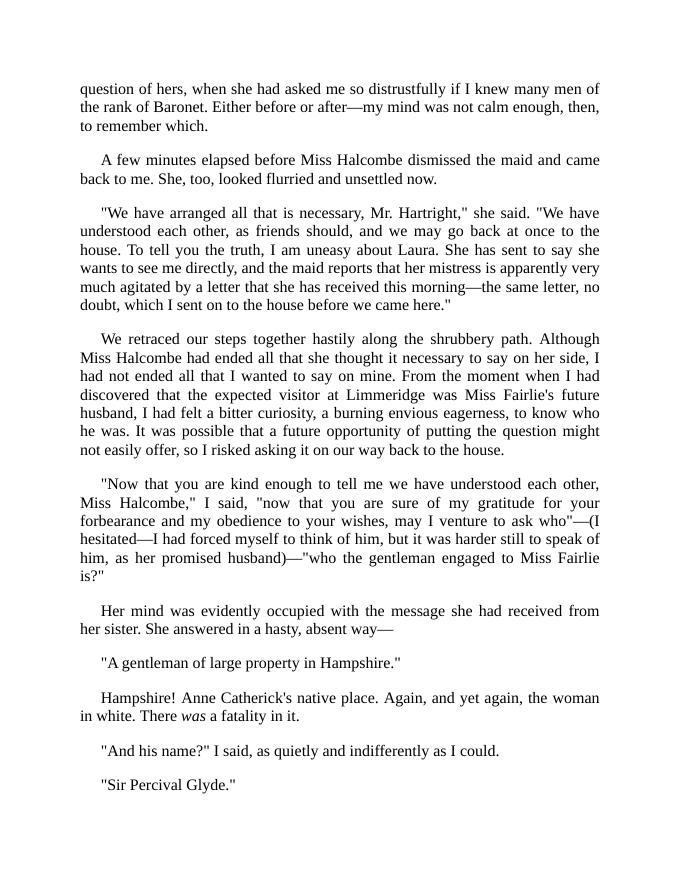 question of hers, when she had asked me so distrustfully if I knew many men of
the rank of Baronet. Either before or after—my mind was not calm enough, then,
to remember which.
A few minutes elapsed before Miss Halcombe dismissed the maid and came
back to me. She, too, looked flurried and unsettled now.
"We have arranged all that is necessary, Mr. Hartright," she said. "We have
understood each other, as friends should, and we may go back at once to the
house. To tell you the truth, I am uneasy about Laura. She has sent to say she
wants to see me directly, and the maid reports that her mistress is apparently very
much agitated by a letter that she has received this morning—the same letter, no
doubt, which I sent on to the house before we came here."
We retraced our steps together hastily along the shrubbery path. Although
Miss Halcombe had ended all that she thought it necessary to say on her side, I
had not ended all that I wanted to say on mine. From the moment when I had
discovered that the expected visitor at Limmeridge was Miss Fairlie's future
husband, I had felt a bitter curiosity, a burning envious eagerness, to know who
he was. It was possible that a future opportunity of putting the question might
not easily offer, so I risked asking it on our way back to the house.
"Now that you are kind enough to tell me we have understood each other,
Miss Halcombe," I said, "now that you are sure of my gratitude for your
forbearance and my obedience to your wishes, may I venture to ask who"—(I
hesitated—I had forced myself to think of him, but it was harder still to speak of
him, as her promised husband)—"who the gentleman engaged to Miss Fairlie
is?"
Her mind was evidently occupied with the message she had received from
her sister. She answered in a hasty, absent way—
"A gentleman of large property in Hampshire."
Hampshire! Anne Catherick's native place. Again, and yet again, the woman
in white. There was a fatality in it.
"And his name?" I said, as quietly and indifferently as I could.
"Sir Percival Glyde."